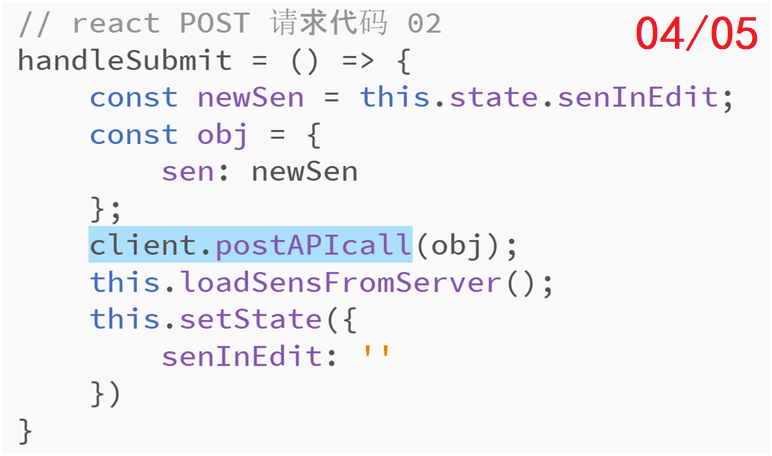 // react POST 请求代码 02
04/05
handleSubmit = () => {
    const newSen = this.state.senInEdit;
    const obj = {
        sen: newSen
    };
    client.postAPIcall(obj);
    this.loadSensFromServer();
    this.setState({
        senInEdit: ''
    })
}